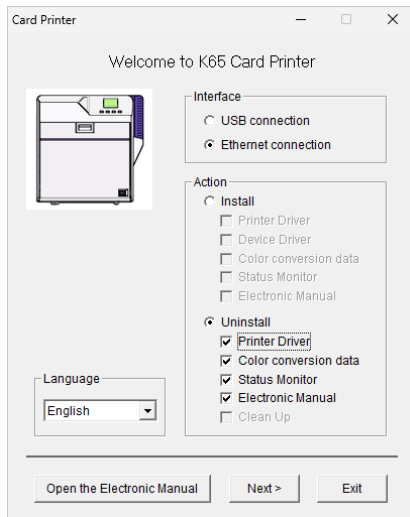 Card Printer
Welcome to K65 Card Printer
Interface
USB connection
Ethernet connection
Action
Install
Printer Driver
Device Driver
Color conversion data
Status Monitor
Electronic Manual
Uninstall
Printer Driver
Color conversion data
Status Monitor
Electronic Manual
Clean Up
Language
English
Open the Electronic Manual
Next >
Exit